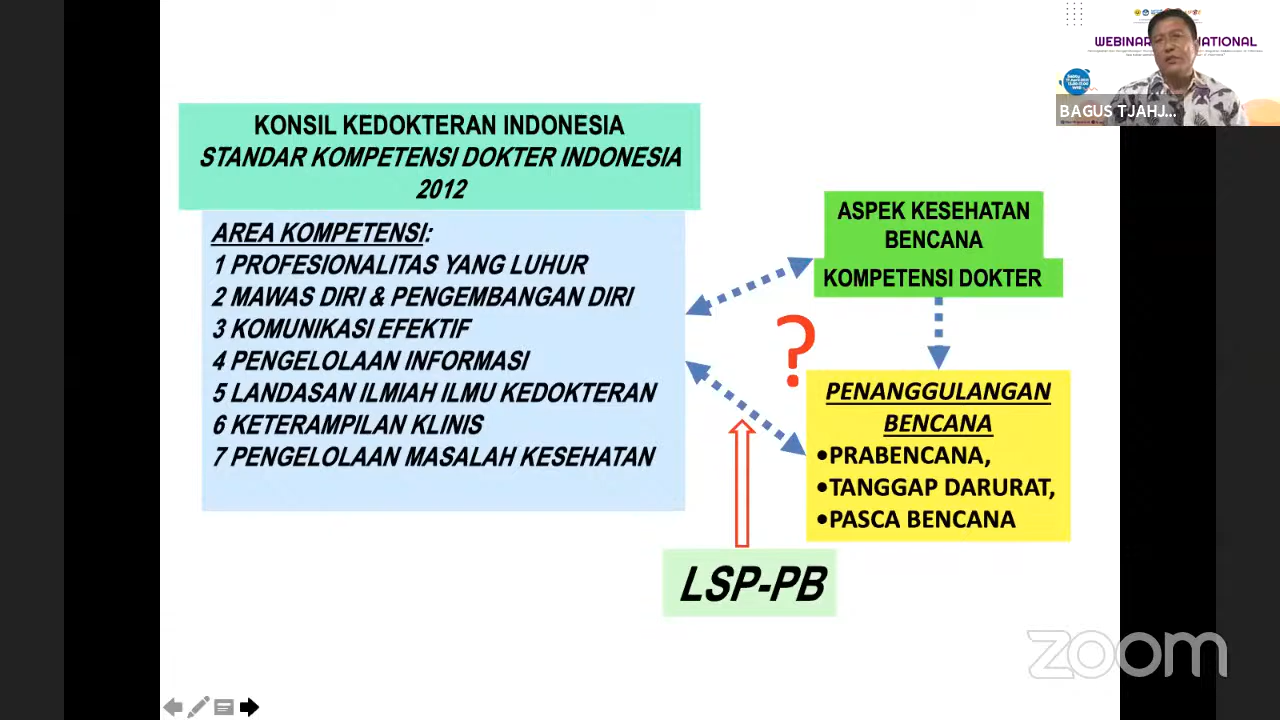 WEBINAR
NATIONAL
BAGUS TJAHJ...
KONSIL KEDOKTERAN INDONESIA
STANDAR KOMPETENSI DOKTER INDONESIA
2012
AREA KOMPETENSI:
1 PROFESIONALITAS YANG LUHUR
2 MAWAS DIRI & PENGEMBANGAN DIRI
3 KOMUNIKASI EFEKTIF
4 PENGELOLAAN INFORMASI
5 LANDASAN ILMIAH ILMU KEDOKTERAN
6 KETERAMPILAN KLINIS
7 PENGELOLAAN MASALAH KESEHATAN
ASPEK KESEHATAN
BENCANA
KOMPETENSI DOKTER
?
PENANGGULANGAN
BENCANA
•PRABENCANA,
•TANGGAP DARURAT,
•PASCA BENCANA
LSP-PB
zoom